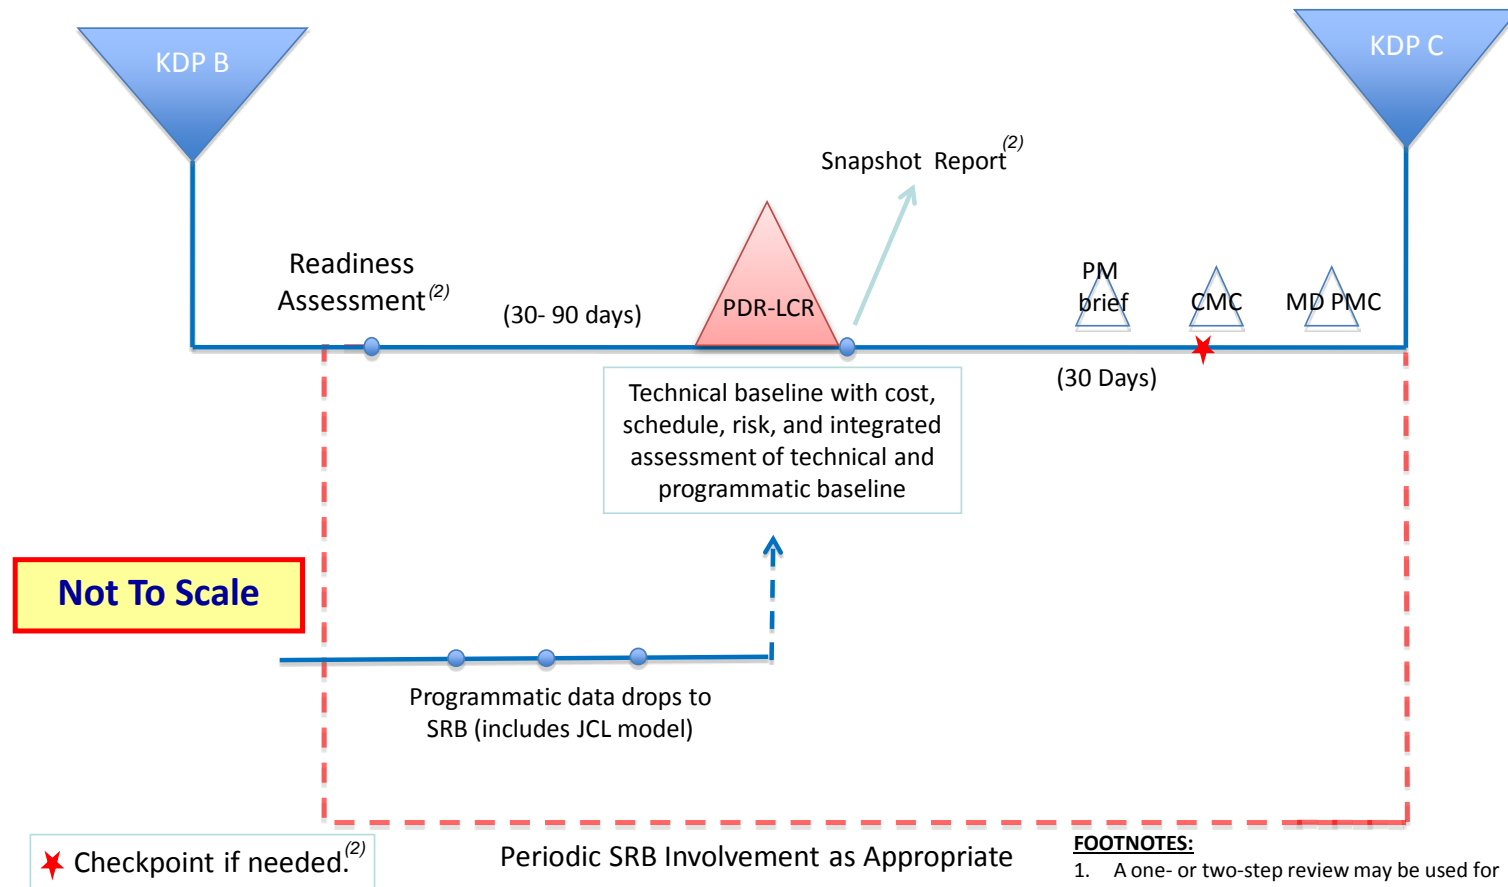 KDP B
KDP C
Snapshot Report(2)
Readiness
Assessment(2)
(30- 90 days)
PDR-LCR
PM
brief
CMC
MD PMC
(30 Days)
Technical baseline with cost,
schedule, risk, and integrated
assessment of technical and
programmatic baseline
Not To Scale
Programmatic data drops to
SRB (includes JCL model)
Checkpoint if needed.(2)
Periodic SRB Involvement as Appropriate
FOOTNOTES:
1. A one- or two-step review may be used for